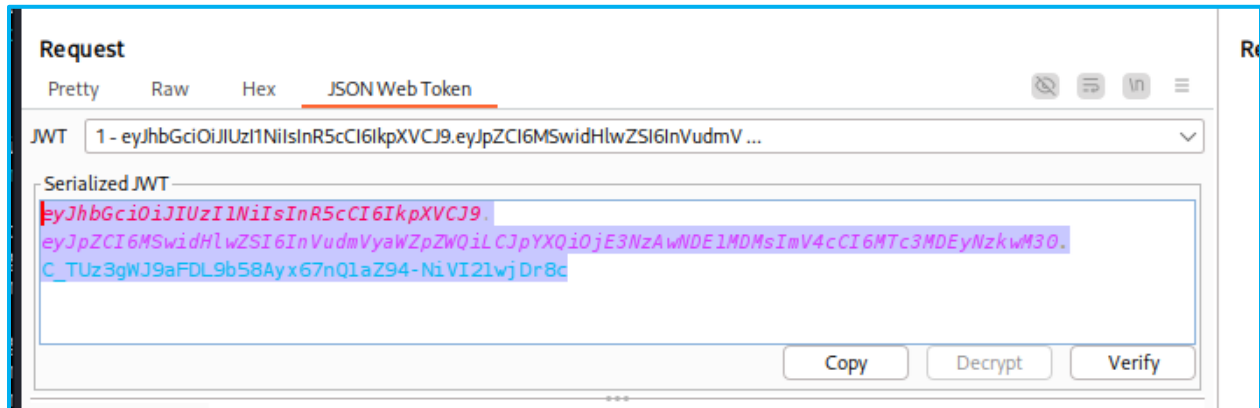 Request
Re
Pretty Raw Hex JSON Web Token
\n
JWT 1 - eyJhbGciOiJIUzI1NiIsInR5cCI6IkpXVCJ9.eyJpZCI6MSwidHlwZSI6InVudmV ...
Serialized JWT
eyJhbGciOiJIUzI1NiIsInR5cCI6IkpXVCJ9.
eyJpZCI6MSwidHlwZSI6InVudmVyaWZpZWQiLCJpYXQiOjE3NzAwNDE1MDMsImV4cCI6MTc3MDEyNzkwM30.
C_TUz3gWJ9aFDL9b58Ayx67nQlaZ94-NiVI2lwjDr8c
Copy Decrypt Verify